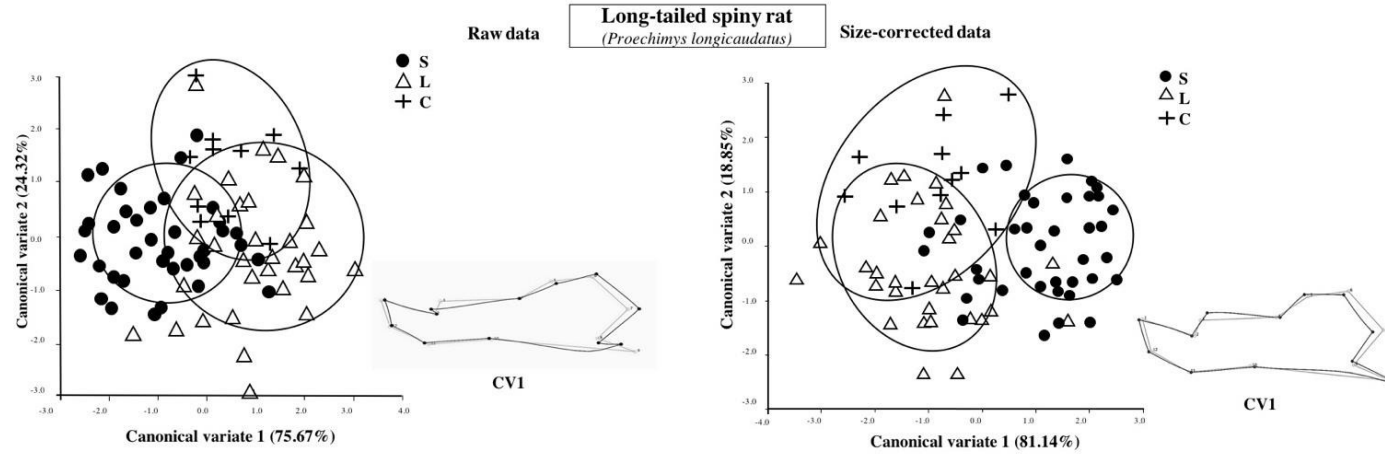 Long-tailed spiny rat
(Proechimys longicaudatus)
Raw data
Size-corrected data
S
L
C
3.0
2.0
1.0
0.0
-1.0
-2.0
-3.0
Canonical variate 2 (24.32%)
-3.0 -2.0 -1.0 0.0 1.0 2.0 3.0 4.0
Canonical variate 1 (75.67%)
CV1
S
L
C
3.0
2.0
1.0
0.0
-1.0
-2.0
-3.0
Canonical variate 2 (18.85%)
-4.0 -3.0 -2.0 -1.0 0.0 1.0 2.0 3.0
Canonical variate 1 (81.14%)
CV1